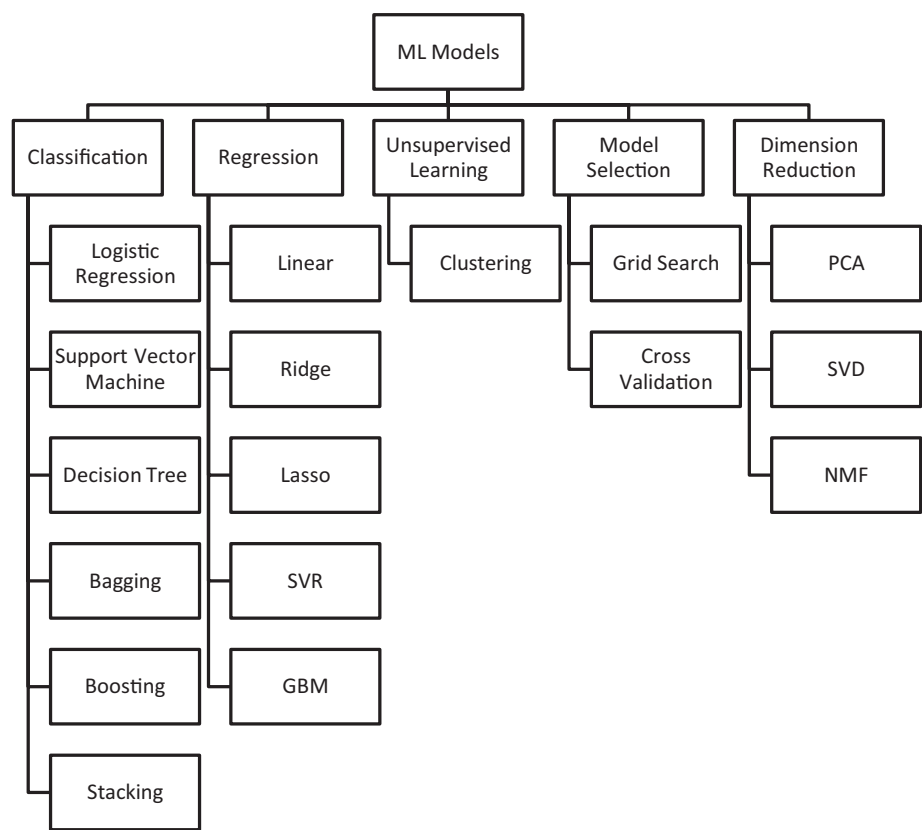 ML Models
Classification
Regression
Unsupervised
Learning
Model
Selection
Dimension
Reduction
Logistic
Regression
Linear
Clustering
Grid Search
PCA
Support Vector
Machine
Ridge
Cross
Validation
SVD
Decision Tree
Lasso
NMF
Bagging
SVR
Boosting
GBM
Stacking